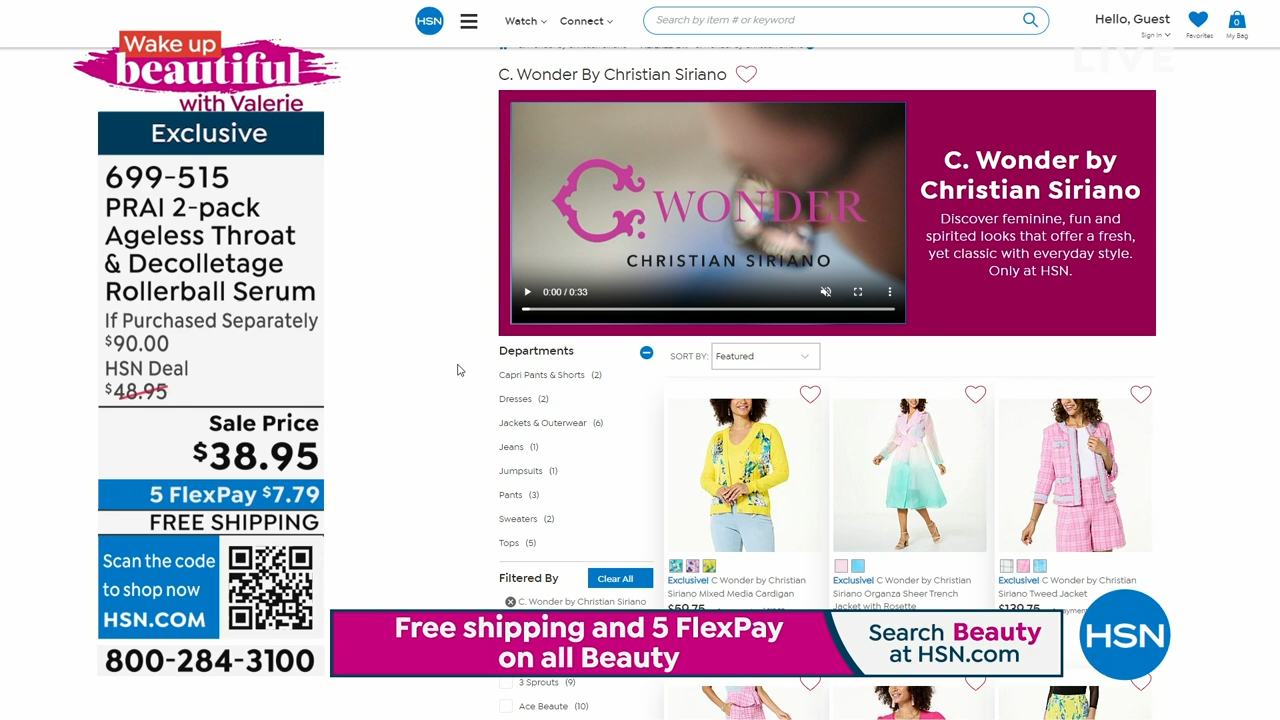 HSN
Watch
Connect
Search by item # or keyword
Hello, Guest
Sign in
Favorites
0
My Bag
LIVE
Wake up
beautiful
with Valerie
Exclusive
699-515
PRAI 2-pack
Ageless Throat
& Decolletage
Rollerball Serum
If Purchased Separately
$90.00
HSN Deal
$48.95
Sale Price
$38.95
5 FlexPay $7.79
FREE SHIPPING
Scan the code
to shop now
HSN.COM
800-284-3100
C. Wonder By Christian Siriano
C WONDER
CHRISTIAN SIRIANO
0:00 / 0:33
C. Wonder by
Christian Siriano
Discover feminine, fun and
spirited looks that offer a fresh,
yet classic with everyday style.
Only at HSN.
Departments
Capri Pants & Shorts (2)
Dresses (2)
Jackets & Outerwear (6)
Jeans (1)
Jumpsuits (1)
Pants (3)
Sweaters (2)
Tops (5)
Filtered By
Clear All
C. Wonder by Christian Siriano
3 Sprouts (9)
Ace Beaute (10)
SORT BY: Featured
Exclusive! C Wonder by Christian
Siriano Mixed Media Cardigan
$59.75
Exclusive! C Wonder by Christian
Siriano Organza Sheer Trench
Jacket with Rosette
Exclusive! C Wonder by Christian
Siriano Tweed Jacket
$139.75
Free shipping and 5 FlexPay
on all Beauty
Search Beauty
at HSN.com
HSN